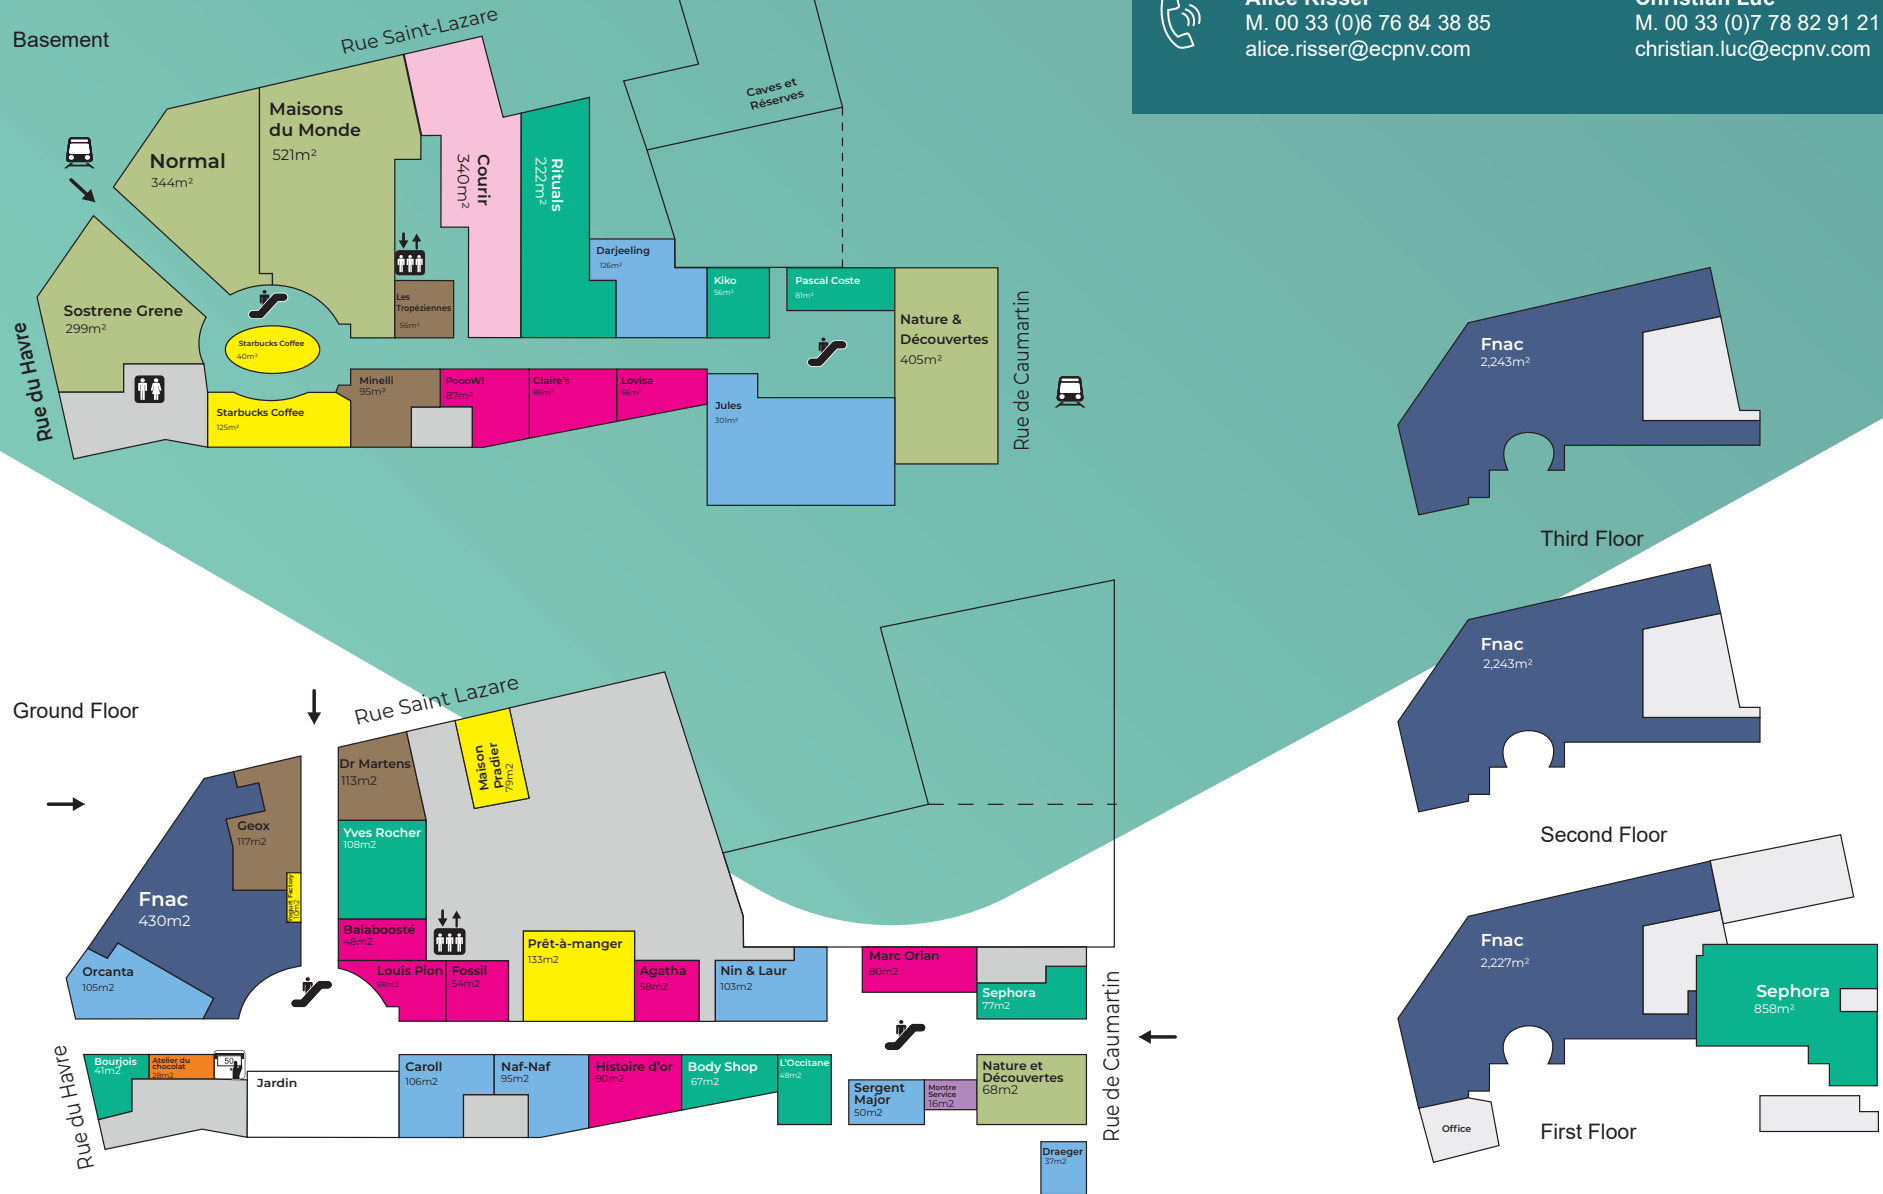 Alice Risser
M. 00 33 (0)6 76 84 38 85
alice.risser@ecpnv.com
Christian Luc
M. 00 33 (0)7 78 82 91 21
christian.luc@ecpnv.com
Basement
Rue Saint-Lazare
Caves et
Réserves
Maisons
du Monde
521m²
Normal
344m²
Courir
340m²
Rituals
222m²
Darjeeling
126m²
Kiko
56m²
Pascal Coste
81m²
Les
Tropéziennes
56m²
Sostrene Grene
299m²
Nature &
Découvertes
405m²
Starbucks Coffee
40m²
Rue du Havre
Rue de Caumartin
Minelli
95m²
PoooW!
87m²
Claire's
86m²
Lovisa
66m²
Jules
301m²
Starbucks Coffee
125m²
Fnac
2,243m²
Third Floor
Fnac
2,243m²
Second Floor
Fnac
2,227m²
Sephora
858m²
Office
First Floor
Ground Floor
Rue Saint Lazare
Maison
Pradier
79m2
Dr Martens
113m2
Geox
117m2
Yves Rocher
108m2
Yogurt Factory
10m2
Fnac
430m2
Balaboosté
48m2
Prêt-à-manger
133m2
Orcanta
105m2
Louis Pion
68m2
Fossil
54m2
Agatha
58m2
Nin & Laur
103m2
Marc Orian
80m2
Sephora
77m2
Rue du Havre
Rue de Caumartin
Bourjois
41m2
Atelier du
chocolat
28m2
50
Jardin
Caroll
106m2
Naf-Naf
95m2
Histoire d'or
90m2
Body Shop
67m2
L'Occitane
48m2
Sergent
Major
50m2
Montre
Service
16m2
Nature et
Découvertes
68m2
Draeger
37m2